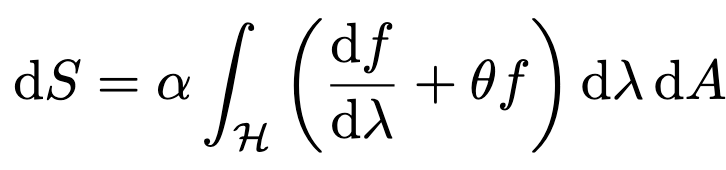 dS = α ∫_ℋ (df/dλ + θf) dλ dA